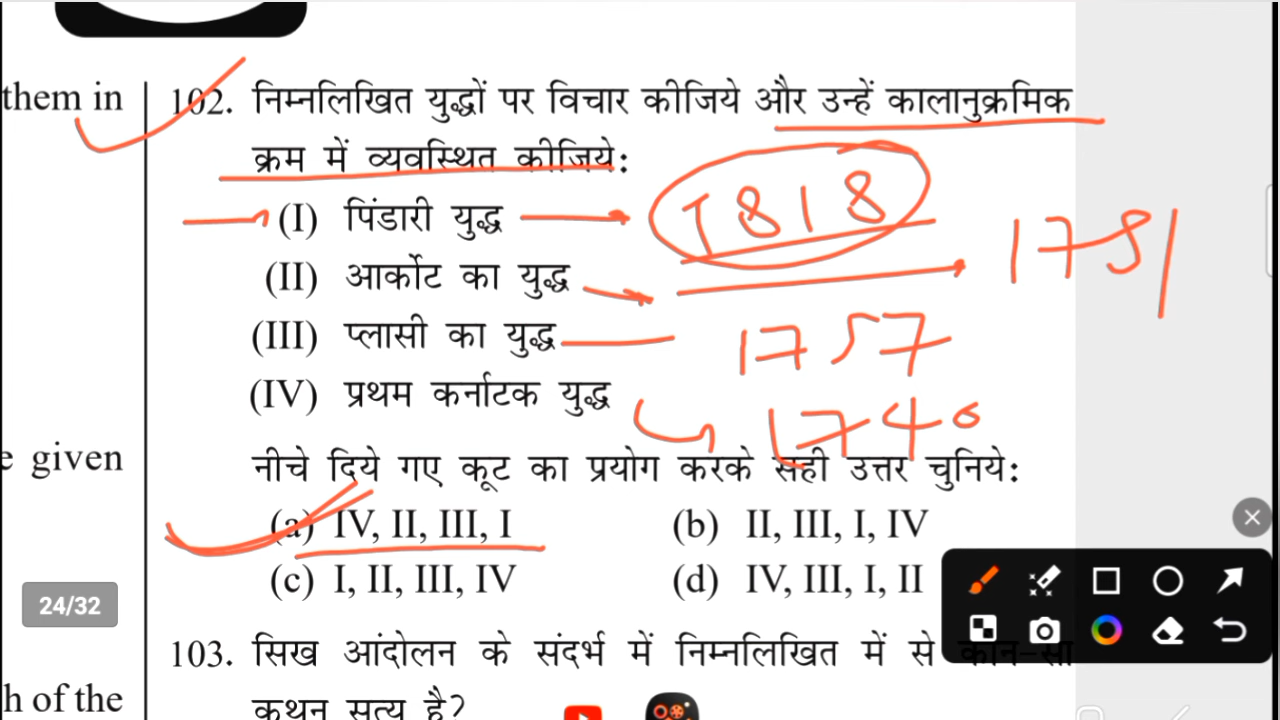 them in
102. निम्नलिखित युद्धों पर विचार कीजिये और उन्हें कालानुक्रमिक
क्रम में व्यवस्थित कीजिये:
(I) पिंडारी युद्ध
1818
(II) आर्कोट का युद्ध
1751
(III) प्लासी का युद्ध
1757
(IV) प्रथम कर्नाटक युद्ध
1740
e given
नीचे दिये गए कूट का प्रयोग करके सही उत्तर चुनिये:
(a) IV, II, III, I
(b) II, III, I, IV
(c) I, II, III, IV
(d) IV, III, I, II
24/32
103. सिख आंदोलन के संदर्भ में निम्नलिखित में से कौन-सा
h of the
कथन सत्य है?